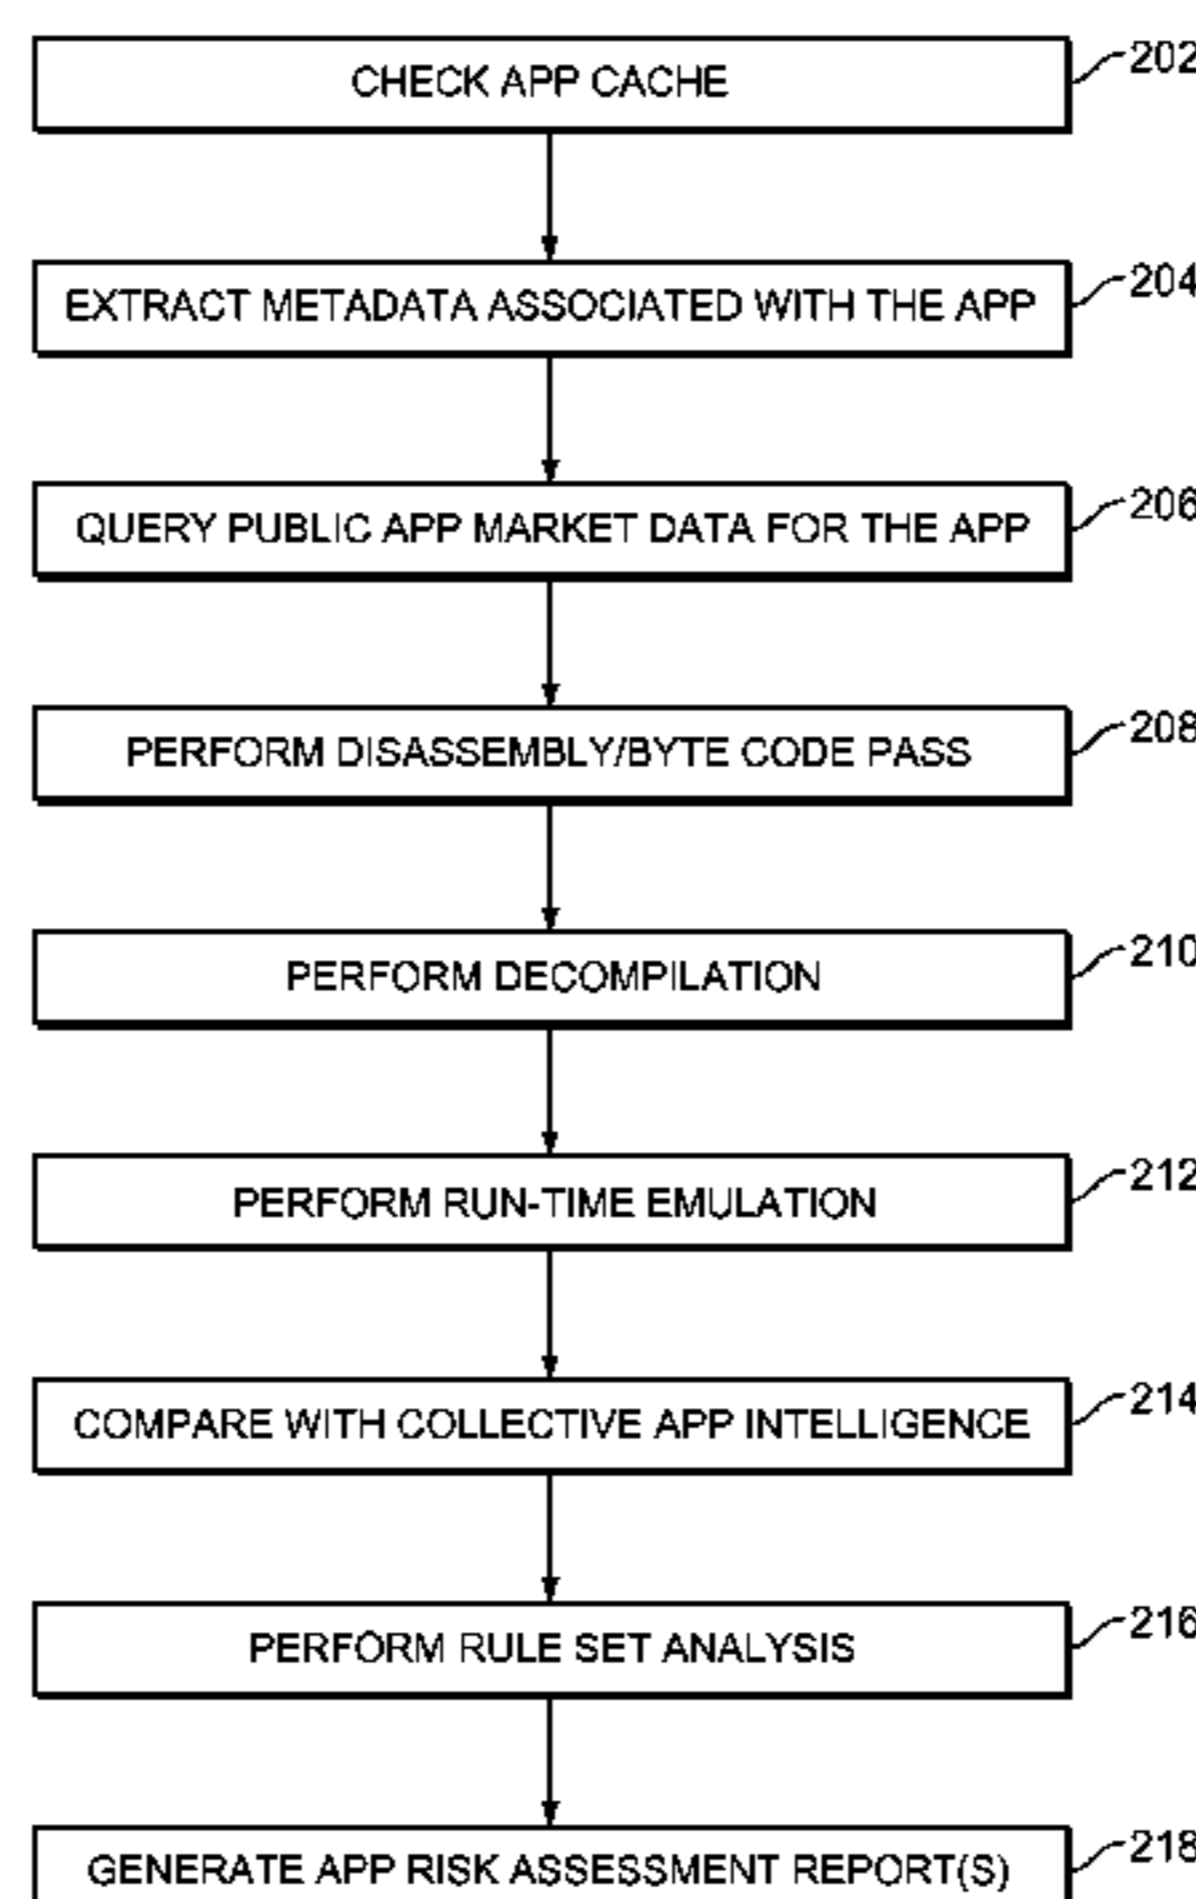 CHECK APP CACHE
202
EXTRACT METADATA ASSOCIATED WITH THE APP
204
QUERY PUBLIC APP MARKET DATA FOR THE APP
206
PERFORM DISASSEMBLY/BYTE CODE PASS
208
PERFORM DECOMPILATION
210
PERFORM RUN-TIME EMULATION
212
COMPARE WITH COLLECTIVE APP INTELLIGENCE
214
PERFORM RULE SET ANALYSIS
216
GENERATE APP RISK ASSESSMENT REPORT(S)
218